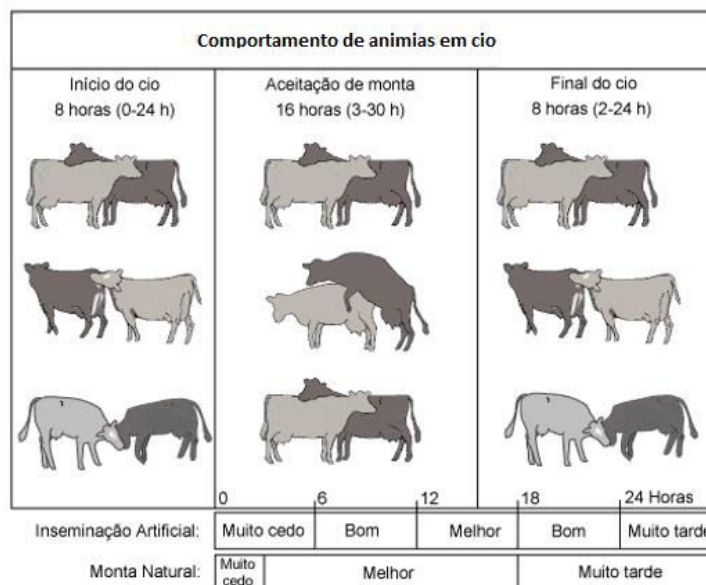 Comportamento de animias em cio
Início do cio
8 horas (0-24 h)
Aceitação de monta
16 horas (3-30 h)
Final do cio
8 horas (2-24 h)
0 6 12 18 24 Horas
Inseminação Artificial: Muito cedo Bom Melhor Bom Muito tarde
Monta Natural: Muito cedo Melhor Muito tarde